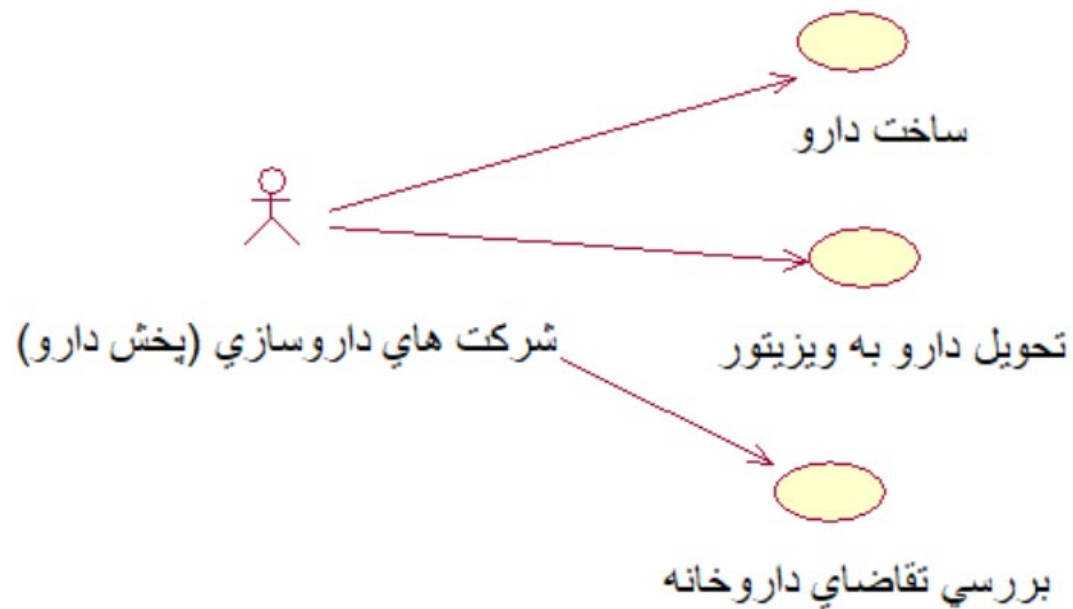 ساخت دارو
شركت هاي داروسازي (پخش دارو)
تحويل دارو به ويزيتور
بررسي تقاضاي داروخانه